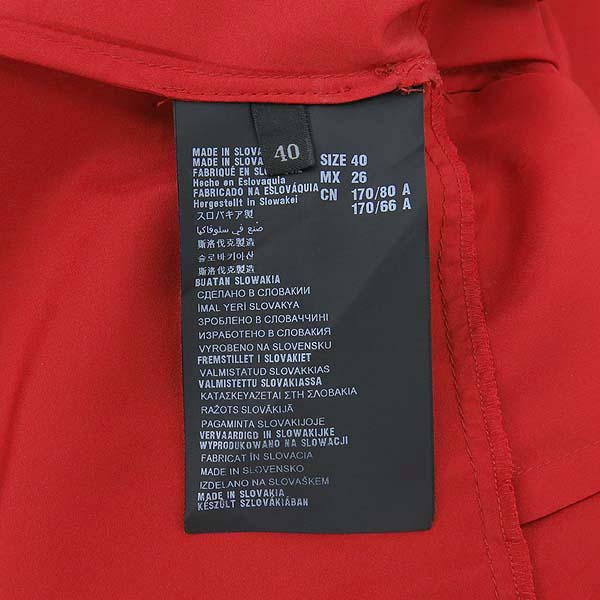 40
MADE IN SLOVA
MADE IN SLOVA
FABRIQUÉ EN SL
Hecho en Eslovaquia
FABRICADO NA ESLOVÁQUIA
Hergestellt in Slowakei
スロバキア製
صنع في سلوفاكيا
斯洛伐克製造
슬로바키아산
斯洛伐克製造
BUATAN SLOWAKIA
СДЕЛАНО В СЛОВАКИИ
İMAL YERİ SLOVAKYA
ЗРОБЛЕНО В СЛОВАЧЧИНІ
ИЗРАБОТЕНО В СЛОВАКИЯ
VYROBENO NA SLOVENSKU
FREMSTILLET I SLOVAKIET
VALMISTATUD SLOVAKKIAS
VALMISTETTU SLOVAKIASSA
ΚΑΤΑΣΚΕΥΑΖΕΤΑΙ ΣΤΗ ΣΛΟΒΑΚΙΑ
RAŽOTS SLOVĀKIJĀ
PAGAMINTA SLOVAKIJOJE
VERVAARDIGD IN SLOWAKIJKE
WYPRODUKOWANO NA SLOWACJI
FABRICAT IN SLOVACIA
MADE IN SLOVENSKO
IZDELANO NA SLOVAŠKEM
MADE IN SLOVAKIA
KÉSZÜLT SZLOVÁKIÁBAN
SIZE 40
MX 26
CN 170/80 A
170/66 A